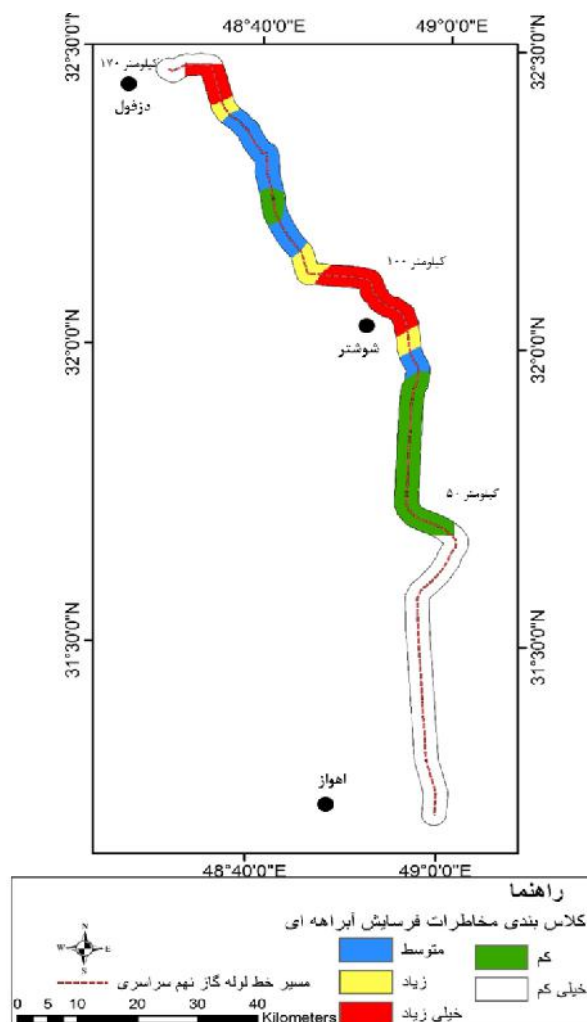 48°40'0"E 49°0'0"E
32°30'0"N 32°30'0"N
کیلومتر ۱۷۰
دزفول
کیلومتر ۱۰۰
شوشتر
32°0'0"N 32°0'0"N
کیلومتر ۵۰
31°30'0"N 31°30'0"N
اهواز
48°40'0"E 49°0'0"E
راهنما
کلاس بندی مخاطرات فرسایش آبراهه ای
کم متوسط
خیلی کم زیاد
خیلی زیاد
N
W E
S
مسیر خط لوله گاز نهم سراسری
0 5 10 20 30 40
Kilometers